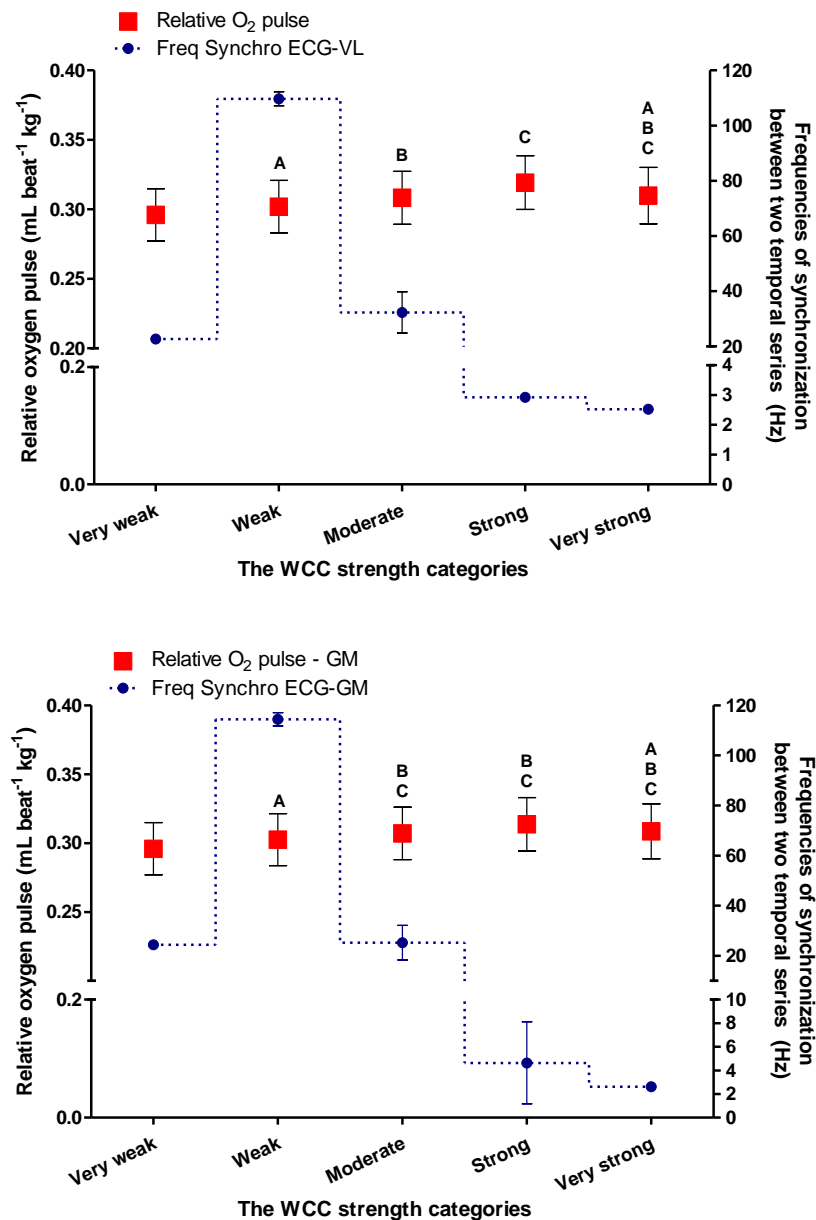 Relative O2 pulse
Freq Synchro ECG-VL
Relative oxygen pulse (mL beat-1 kg-1)
0.40
0.35
0.30
0.25
0.20
0.2
0.0
A
B
C
A
B
C
120
100
80
60
40
20
4
3
2
1
0
Frequencies of synchronization
between two temporal series (Hz)
Very weak
Weak
Moderate
Strong
Very strong
The WCC strength categories
Relative O2 pulse - GM
Freq Synchro ECG-GM
Relative oxygen pulse (mL beat-1 kg-1)
0.40
0.35
0.30
0.25
0.2
0.0
A
B
C
B
C
A
B
C
120
100
80
60
40
20
10
8
6
4
2
0
Frequencies of synchronization
between two temporal series (Hz)
Very weak
Weak
Moderate
Strong
Very strong
The WCC strength categories